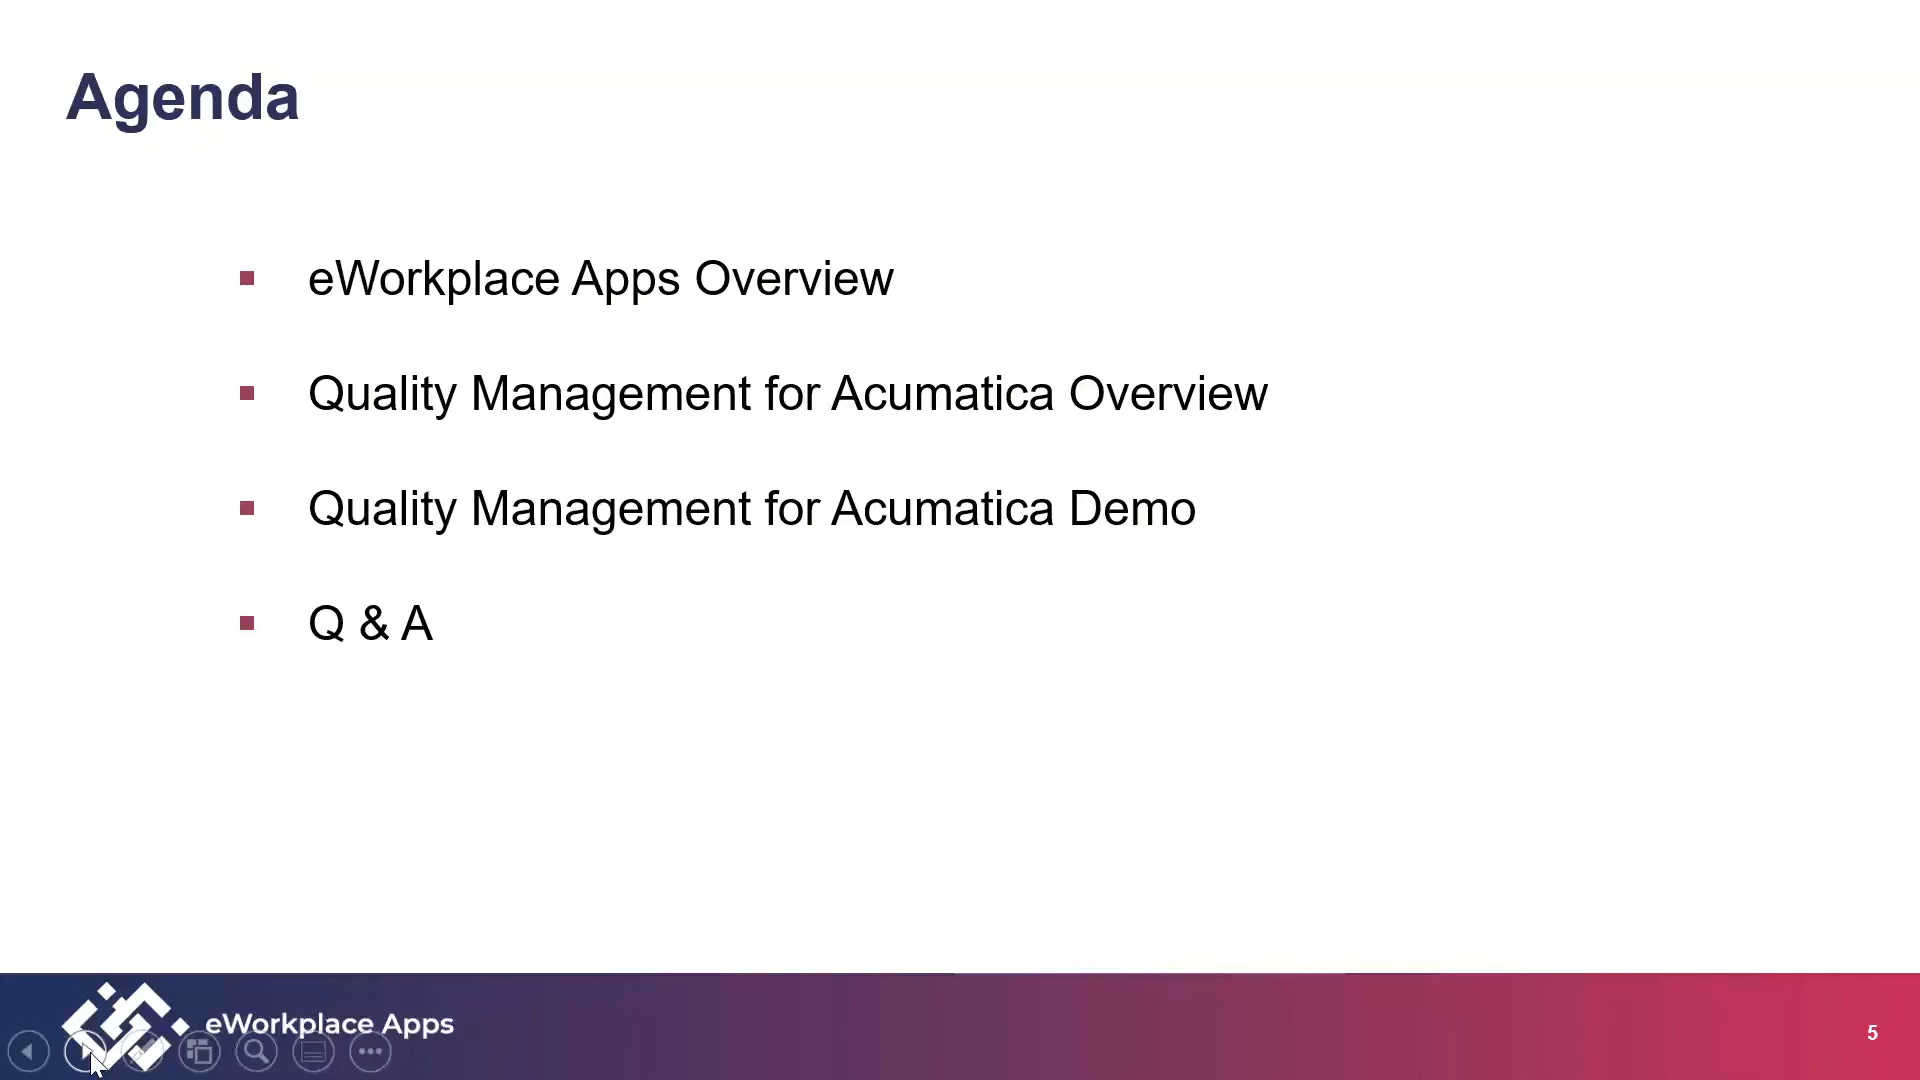 Agenda
eWorkplace Apps Overview
Quality Management for Acumatica Overview
Quality Management for Acumatica Demo
Q & A
eWorkplace Apps
5